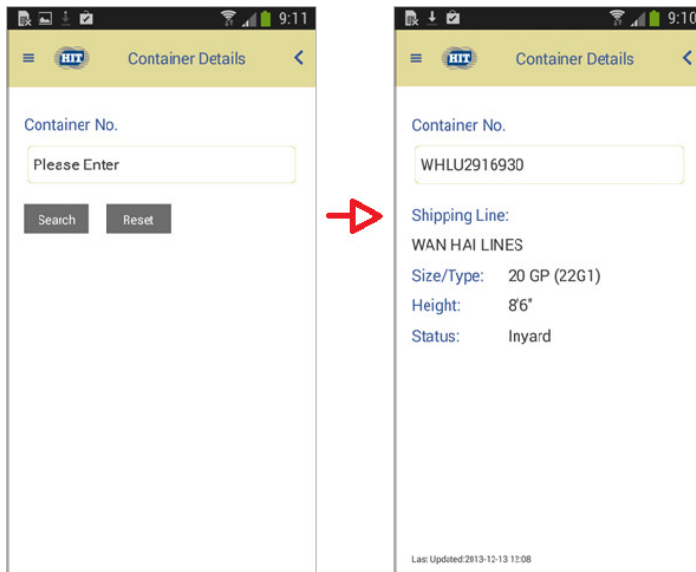 9:11
HIT Container Details
Container No.
Please Enter
Search Reset
9:10
HIT Container Details
Container No.
WHLU2916930
Shipping Line:
WAN HAI LINES
Size/Type: 20 GP (22G1)
Height: 8'6"
Status: Inyard
Last Updated:2013-12-13 12:08